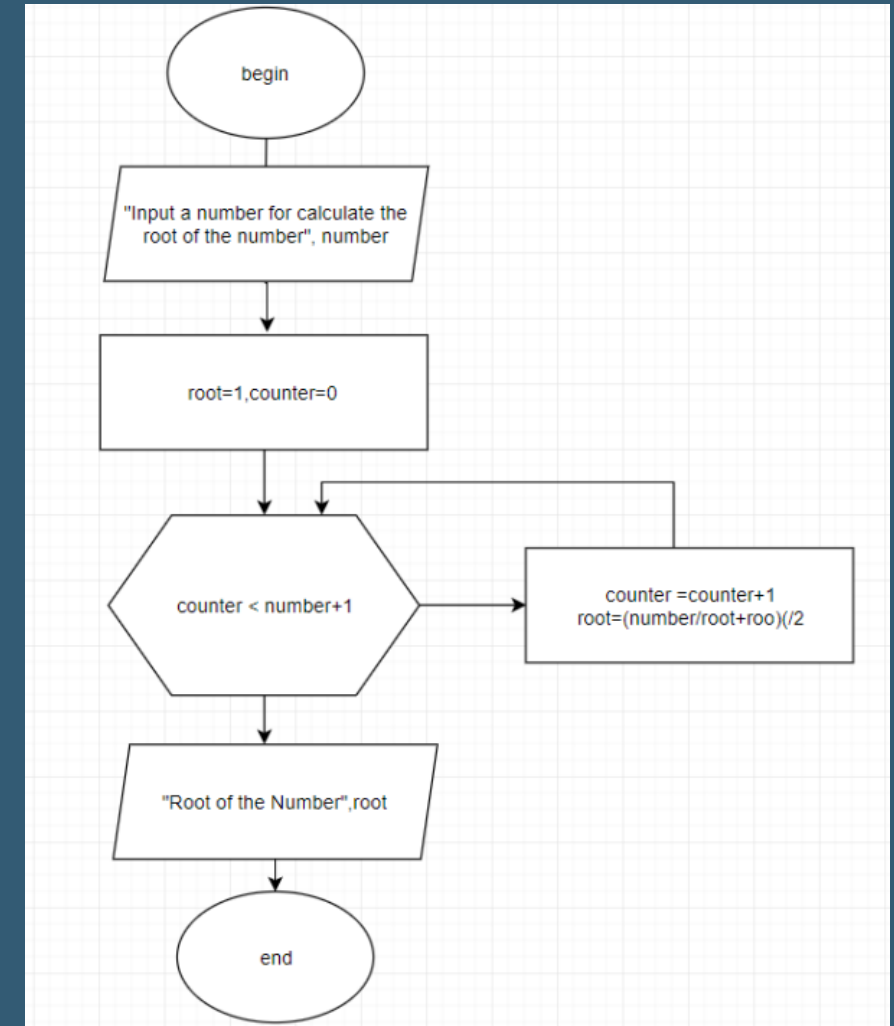 begin
"Input a number for calculate the
root of the number", number
root=1,counter=0
counter < number+1
counter =counter+1
root=(number/root+roo)(/2
"Root of the Number",root
end